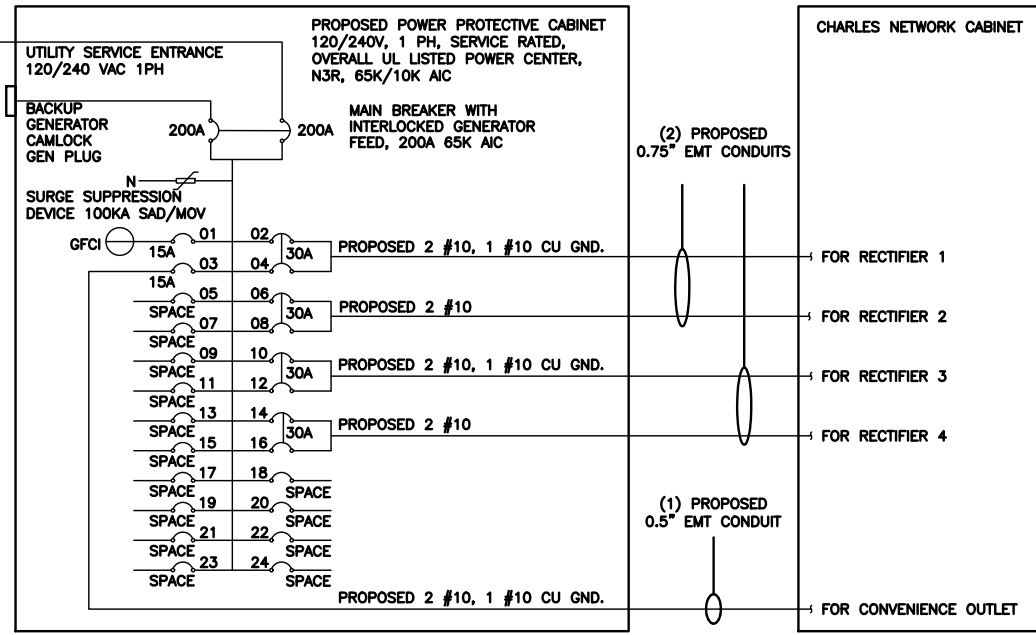 PROPOSED POWER PROTECTIVE CABINET
120/240V, 1 PH, SERVICE RATED,
OVERALL UL LISTED POWER CENTER,
N3R, 65K/10K AIC
CHARLES NETWORK CABINET
UTILITY SERVICE ENTRANCE
120/240 VAC 1PH
BACKUP
GENERATOR
CAMLOCK
GEN PLUG
200A
200A
MAIN BREAKER WITH
INTERLOCKED GENERATOR
FEED, 200A 65K AIC
(2) PROPOSED
0.75" EMT CONDUITS
N
SURGE SUPPRESSION
DEVICE 100KA SAD/MOV
GFCI
15A
01
02
30A
PROPOSED 2 #10, 1 #10 CU GND.
FOR RECTIFIER 1
15A
03
04
SPACE
05
06
30A
PROPOSED 2 #10
FOR RECTIFIER 2
SPACE
07
08
SPACE
09
10
30A
PROPOSED 2 #10, 1 #10 CU GND.
FOR RECTIFIER 3
SPACE
11
12
SPACE
13
14
30A
PROPOSED 2 #10
FOR RECTIFIER 4
SPACE
15
16
SPACE
17
18
SPACE
SPACE
19
20
SPACE
SPACE
21
22
SPACE
SPACE
23
24
SPACE
(1) PROPOSED
0.5" EMT CONDUIT
PROPOSED 2 #10, 1 #10 CU GND.
FOR CONVENIENCE OUTLET